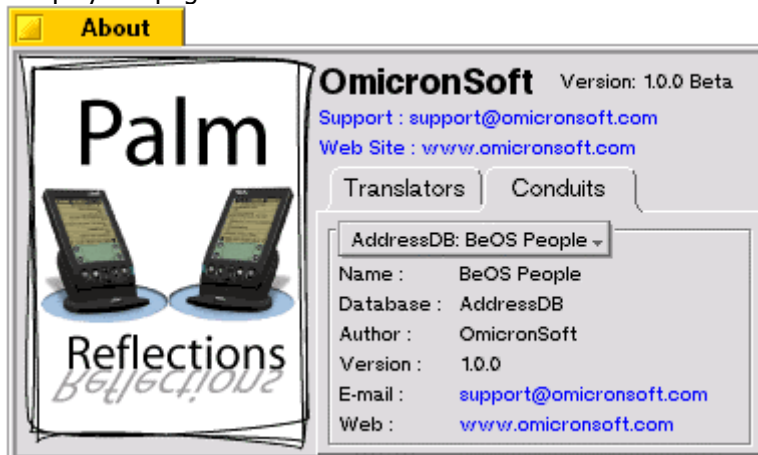 About
Palm
Reflections
OmicronSoft Version: 1.0.0 Beta
Support : support@omicronsoft.com
Web Site : www.omicronsoft.com
Translators Conduits
AddressDB: BeOS People
Name : BeOS People
Database : AddressDB
Author : OmicronSoft
Version : 1.0.0
E-mail : support@omicronsoft.com
Web : www.omicronsoft.com